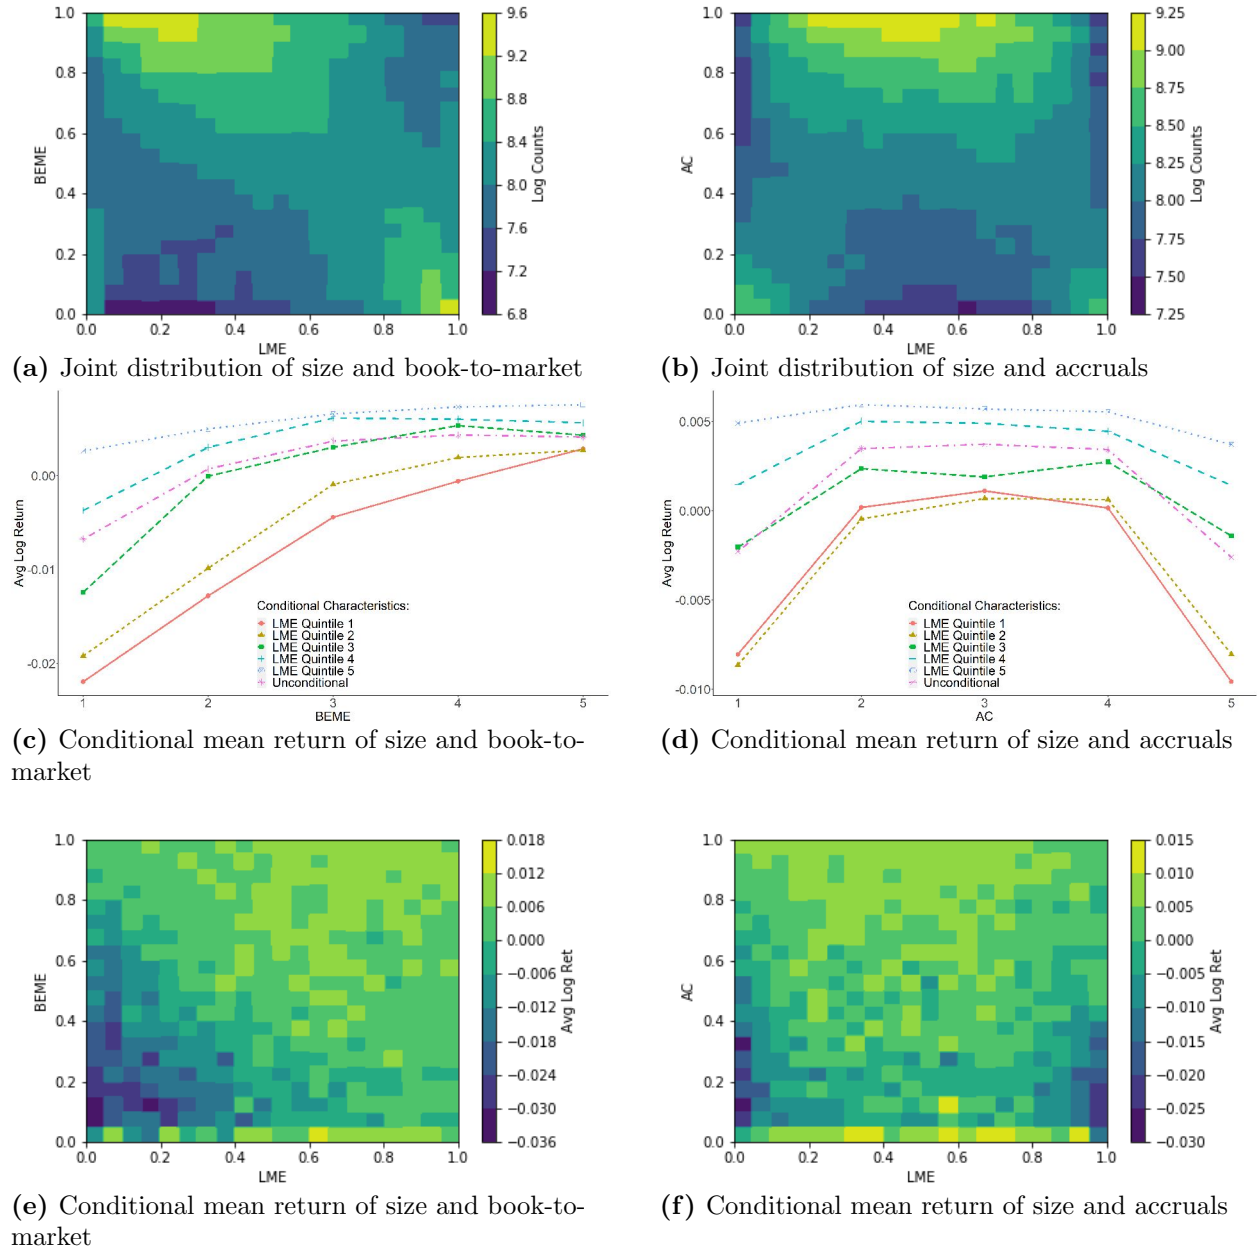 1.0
0.8
0.6
0.4
0.2
0.0
BEME
0.0 0.2 0.4 0.6 0.8 1.0
LME
9.6
9.2
8.8
8.4
8.0
7.6
7.2
6.8
Log Counts
1.0
0.8
0.6
0.4
0.2
0.0
AC
0.0 0.2 0.4 0.6 0.8 1.0
LME
9.25
9.00
8.75
8.50
8.25
8.00
7.75
7.50
7.25
Log Counts
(a) Joint distribution of size and book-to-market
(b) Joint distribution of size and accruals
0.00
-0.01
-0.02
Avg Log Return
Conditional Characteristics:
LME Quintile 1
LME Quintile 2
LME Quintile 3
LME Quintile 4
LME Quintile 5
Unconditional
1 2 3 4 5
BEME
0.005
0.000
-0.005
-0.010
Avg Log Return
Conditional Characteristics:
LME Quintile 1
LME Quintile 2
LME Quintile 3
LME Quintile 4
LME Quintile 5
Unconditional
1 2 3 4 5
AC
(c) Conditional mean return of size and book-to-
market
(d) Conditional mean return of size and accruals
1.0
0.8
0.6
0.4
0.2
0.0
BEME
0.0 0.2 0.4 0.6 0.8 1.0
LME
0.018
0.012
0.006
0.000
−0.006
−0.012
−0.018
−0.024
−0.030
−0.036
Avg Log Ret
1.0
0.8
0.6
0.4
0.2
0.0
AC
0.0 0.2 0.4 0.6 0.8 1.0
LME
0.015
0.010
0.005
0.000
−0.005
−0.010
−0.015
−0.020
−0.025
−0.030
Avg Log Ret
(e) Conditional mean return of size and book-to-
market
(f) Conditional mean return of size and accruals